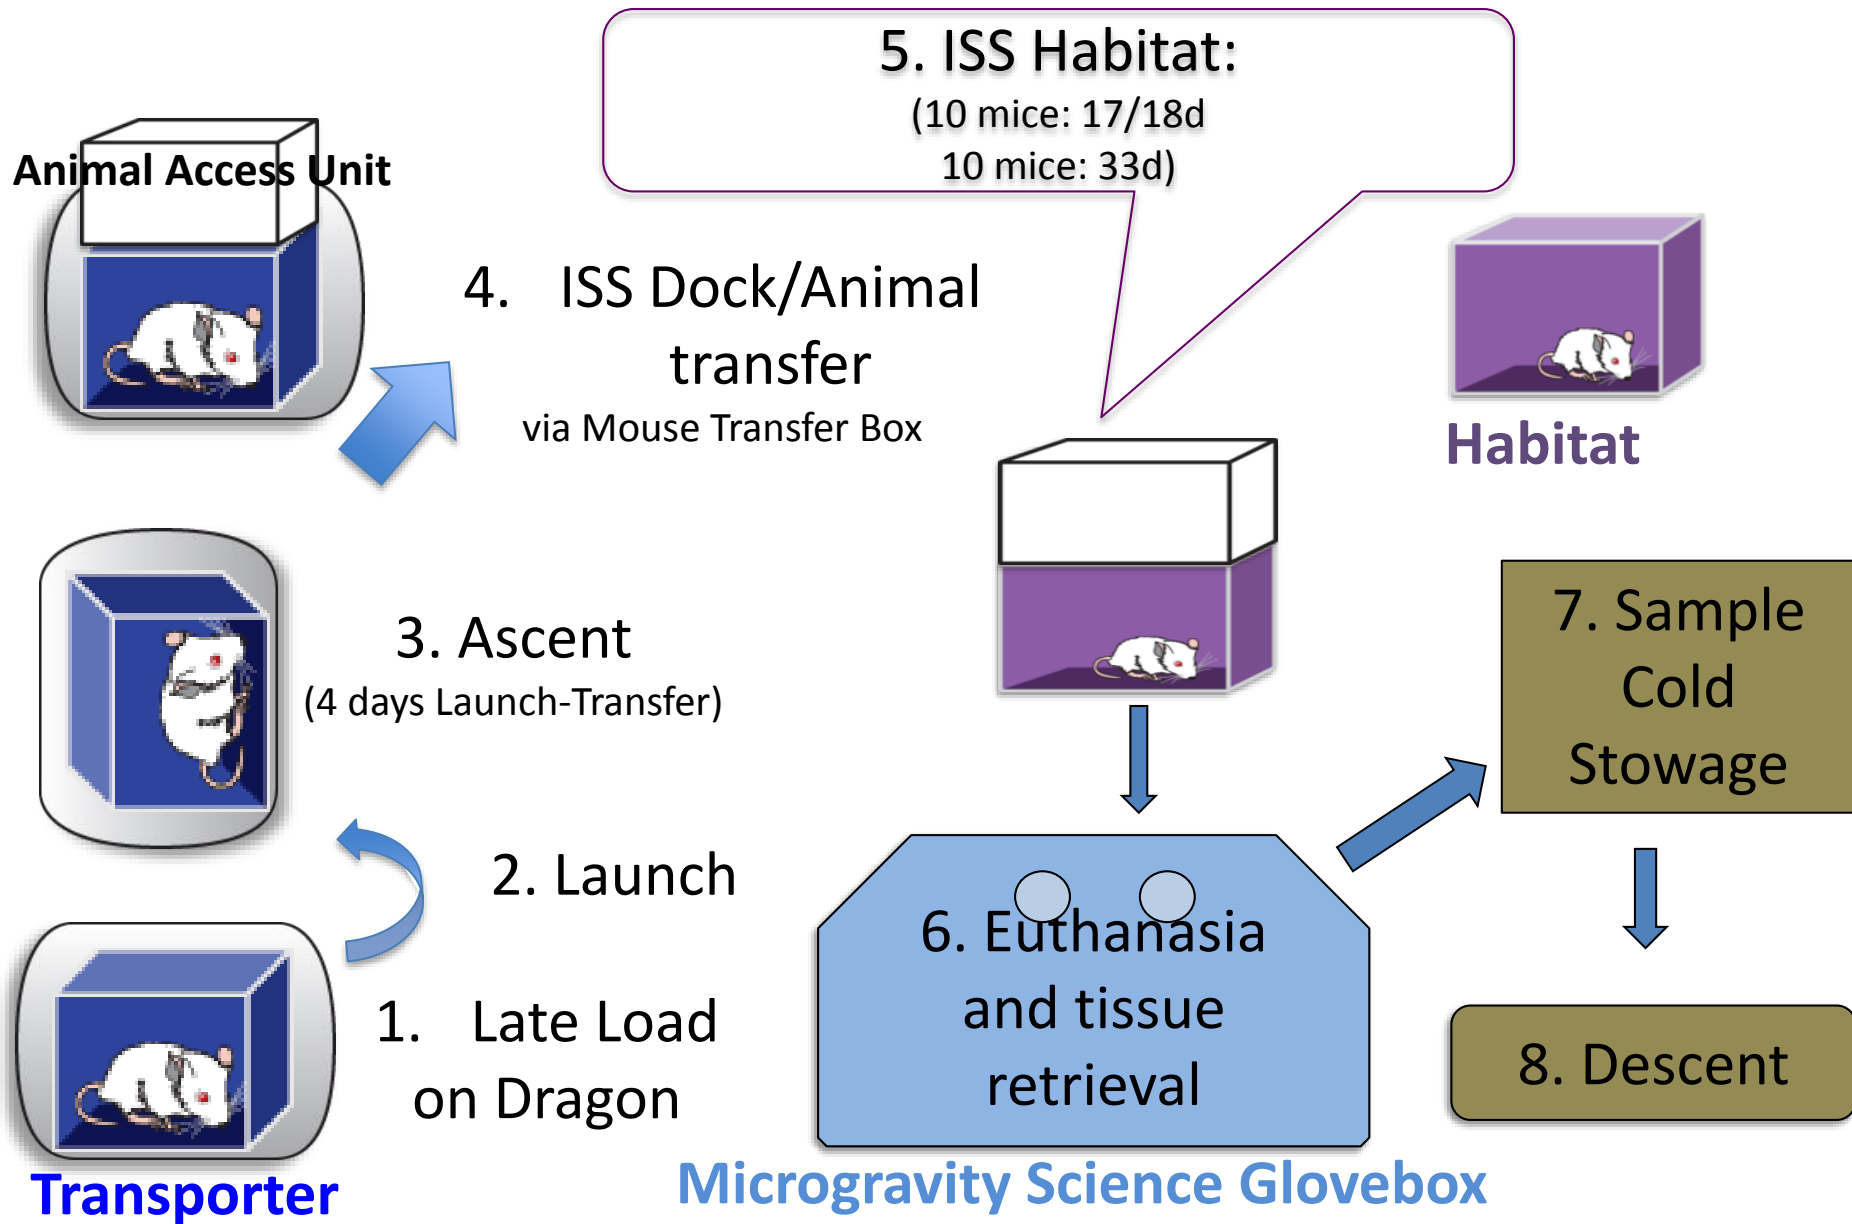 5. ISS Habitat:
(10 mice: 17/18d
10 mice: 33d)
Animal Access Unit
4. ISS Dock/Animal
transfer
via Mouse Transfer Box
Habitat
3. Ascent
(4 days Launch-Transfer)
2. Launch
1. Late Load
on Dragon
Transporter
6. Euthanasia
and tissue
retrieval
Microgravity Science Glovebox
7. Sample
Cold
Stowage
8. Descent